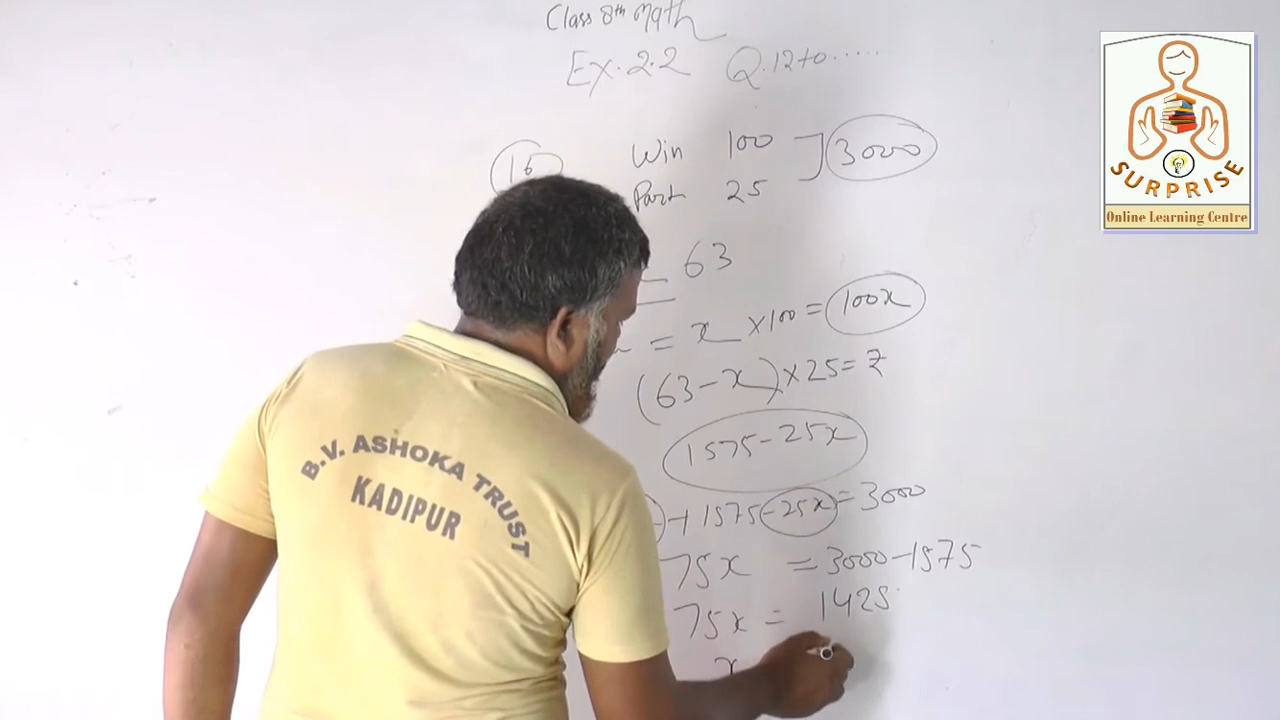 Class 8th Math
Ex. 2.2 Q. 12 to .....
16
Win 100
3000
Part 25
= 63
= x × 100 = 100x
(63 - x) × 25 = ₹
1575 - 25x
+ 1575 - 25x = 3000
75x = 3000 - 1575
75x = 1425
x
B.V. ASHOKA TRUST
KADIPUR
SURPRISE
Online Learning Centre